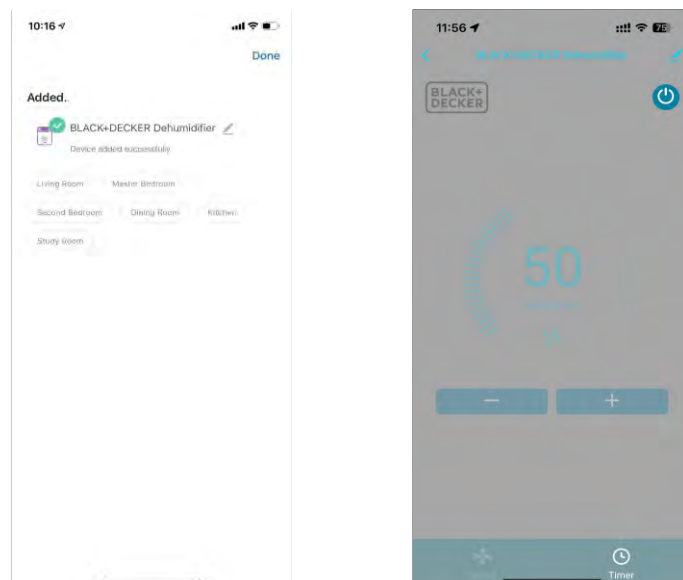 10:16
Done
Added.
BLACK+DECKER Dehumidifier
Device added successfully
Living Room Master Bedroom
Second Bedroom Dining Room Kitchen
Study Room
11:56
BLACK+DECKER Dehumidifier
BLACK+
DECKER
50
Timer